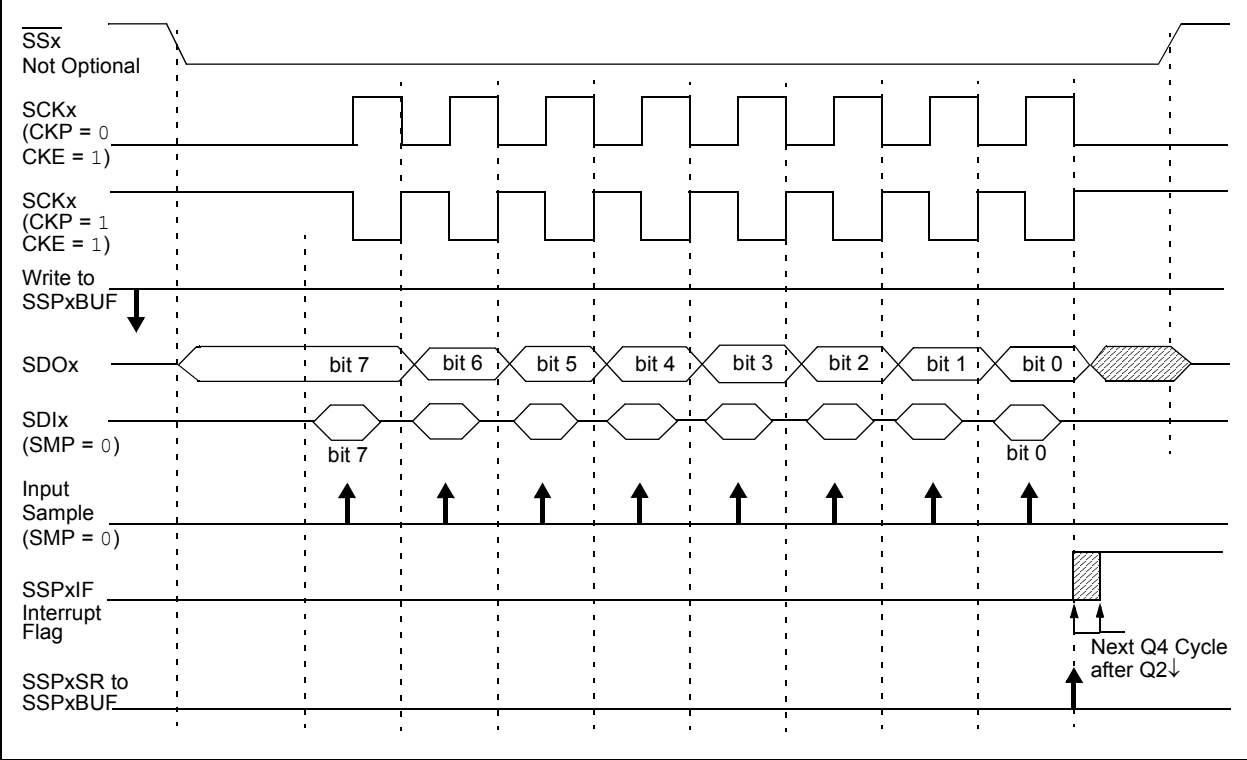 SSx
Not Optional
SCKx
(CKP = 0
CKE = 1)
SCKx
(CKP = 1
CKE = 1)
Write to
SSPxBUF
SDOx
bit 7
bit 6
bit 5
bit 4
bit 3
bit 2
bit 1
bit 0
SDIx
(SMP = 0)
bit 7
bit 0
Input
Sample
(SMP = 0)
SSPxIF
Interrupt
Flag
Next Q4 Cycle
after Q2↓
SSPxSR to
SSPxBUF